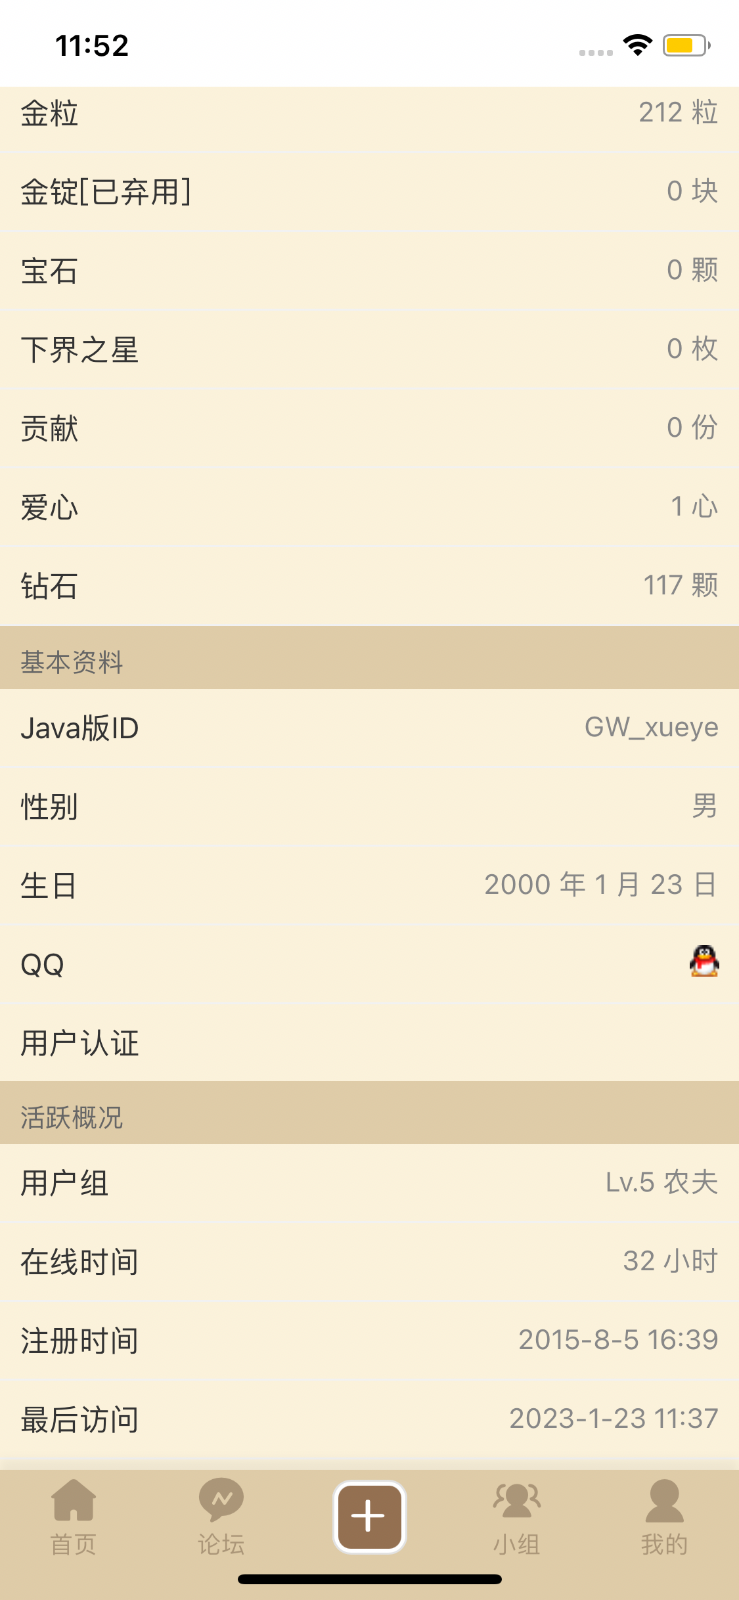 11:52
金粒 212 粒
金锭[已弃用] 0 块
宝石 0 颗
下界之星 0 枚
贡献 0 份
爱心 1 心
钻石 117 颗
基本资料
Java版ID GW_xueye
性别 男
生日 2000 年 1 月 23 日
QQ
用户认证
活跃概况
用户组 Lv.5 农夫
在线时间 32 小时
注册时间 2015-8-5 16:39
最后访问 2023-1-23 11:37
首页 论坛 小组 我的